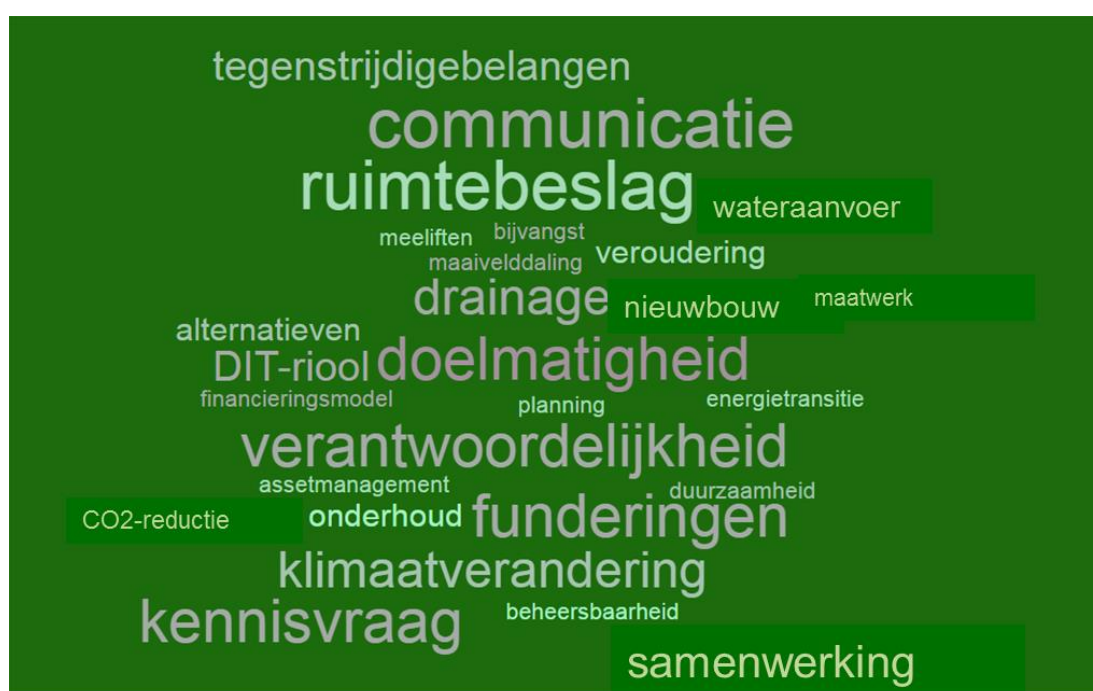 tegenstrijdigebelangen
communicatie
ruimtebeslag
wateraanvoer
meeliften
bijvangst
maaivelddaling
veroudering
drainage
nieuwbouw
maatwerk
alternatieven
DIT-riool
doelmatigheid
financieringsmodel
planning
energietransitie
verantwoordelijkheid
assetmanagement
duurzaamheid
CO2-reductie
onderhoud
funderingen
klimaatverandering
kennisvraag
beheersbaarheid
samenwerking